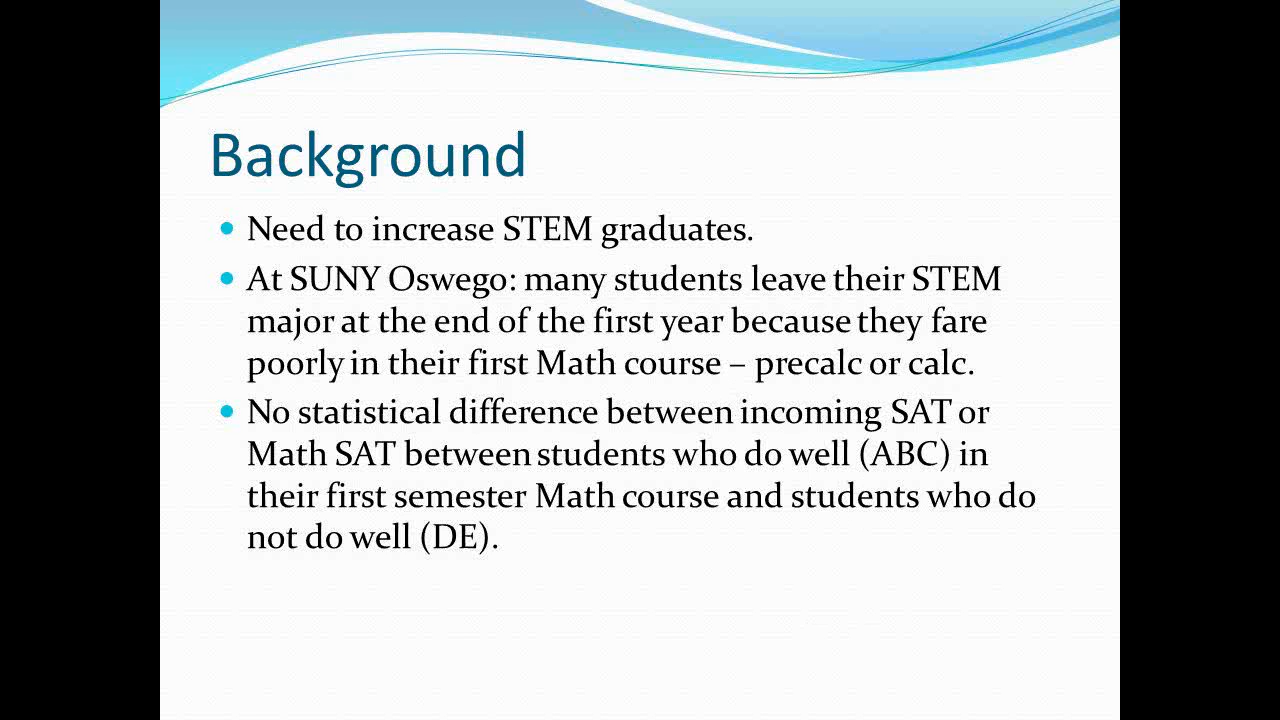 Background
• Need to increase STEM graduates.
• At SUNY Oswego: many students leave their STEM
major at the end of the first year because they fare
poorly in their first Math course – precalc or calc.
• No statistical difference between incoming SAT or
Math SAT between students who do well (ABC) in
their first semester Math course and students who do
not do well (DE).